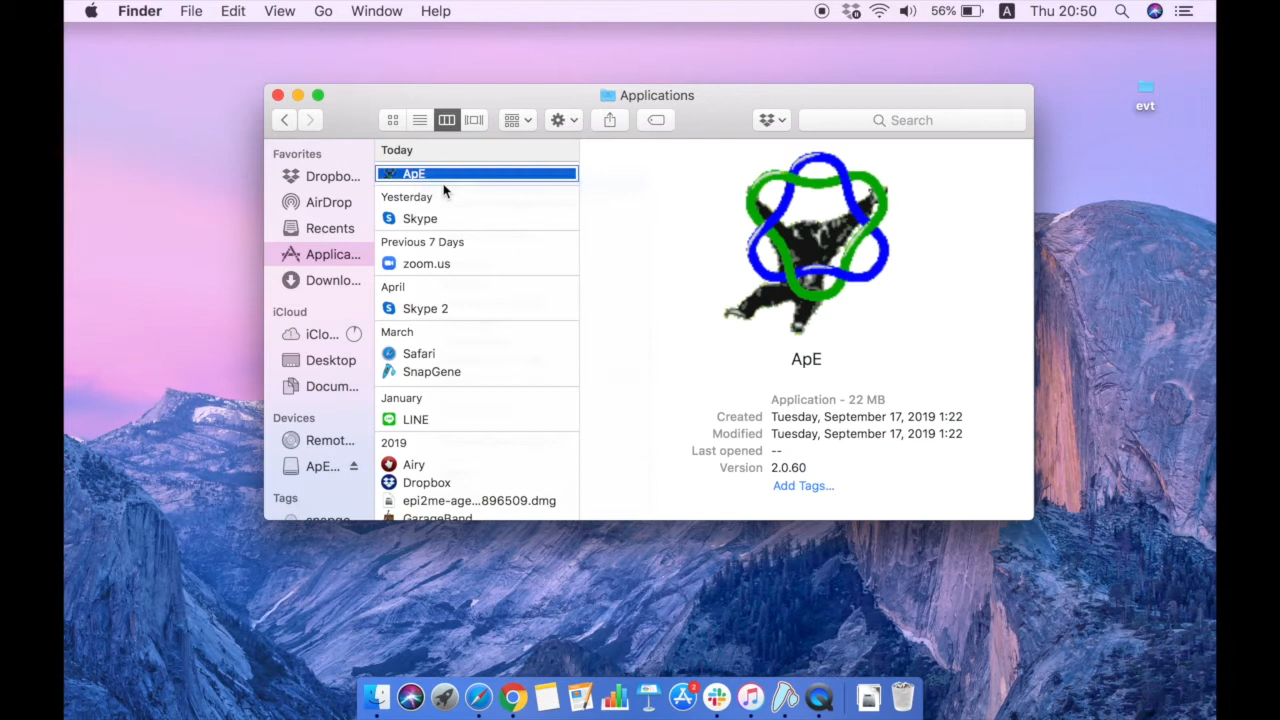 Finder File Edit View Go Window Help 56% A Thu 20:50
evt
Applications
Search
Favorites
Dropbo...
AirDrop
Recents
Applica...
Downlo...
iCloud
iClo...
Desktop
Docum...
Devices
Remot...
ApE...
Tags
Today
ApE
Yesterday
Skype
Previous 7 Days
zoom.us
April
Skype 2
March
Safari
SnapGene
January
LINE
2019
Airy
Dropbox
epi2me-age...896509.dmg
GarageBand
ApE
Application - 22 MB
Created Tuesday, September 17, 2019 1:22
Modified Tuesday, September 17, 2019 1:22
Last opened --
Version 2.0.60
Add Tags...
2